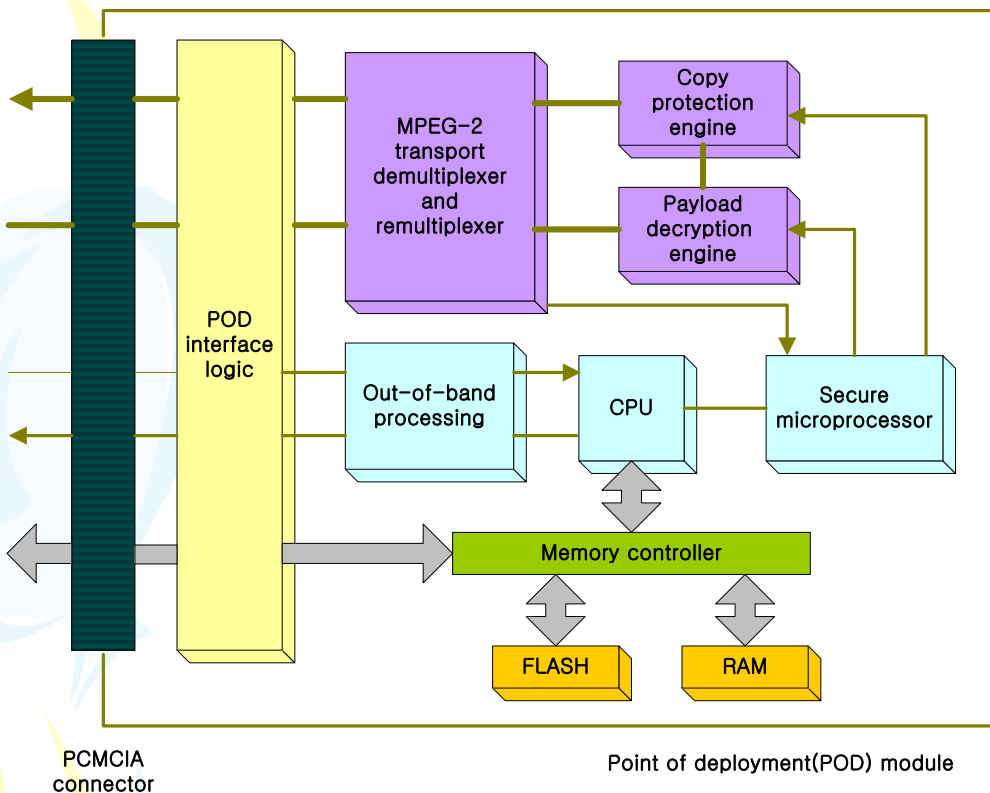 Copy
protection
engine
MPEG-2
transport
demultiplexer
and
remultiplexer
Payload
decryption
engine
POD
interface
logic
Out-of-band
processing
CPU
Secure
microprocessor
Memory controller
FLASH
RAM
PCMCIA
connector
Point of deployment(POD) module